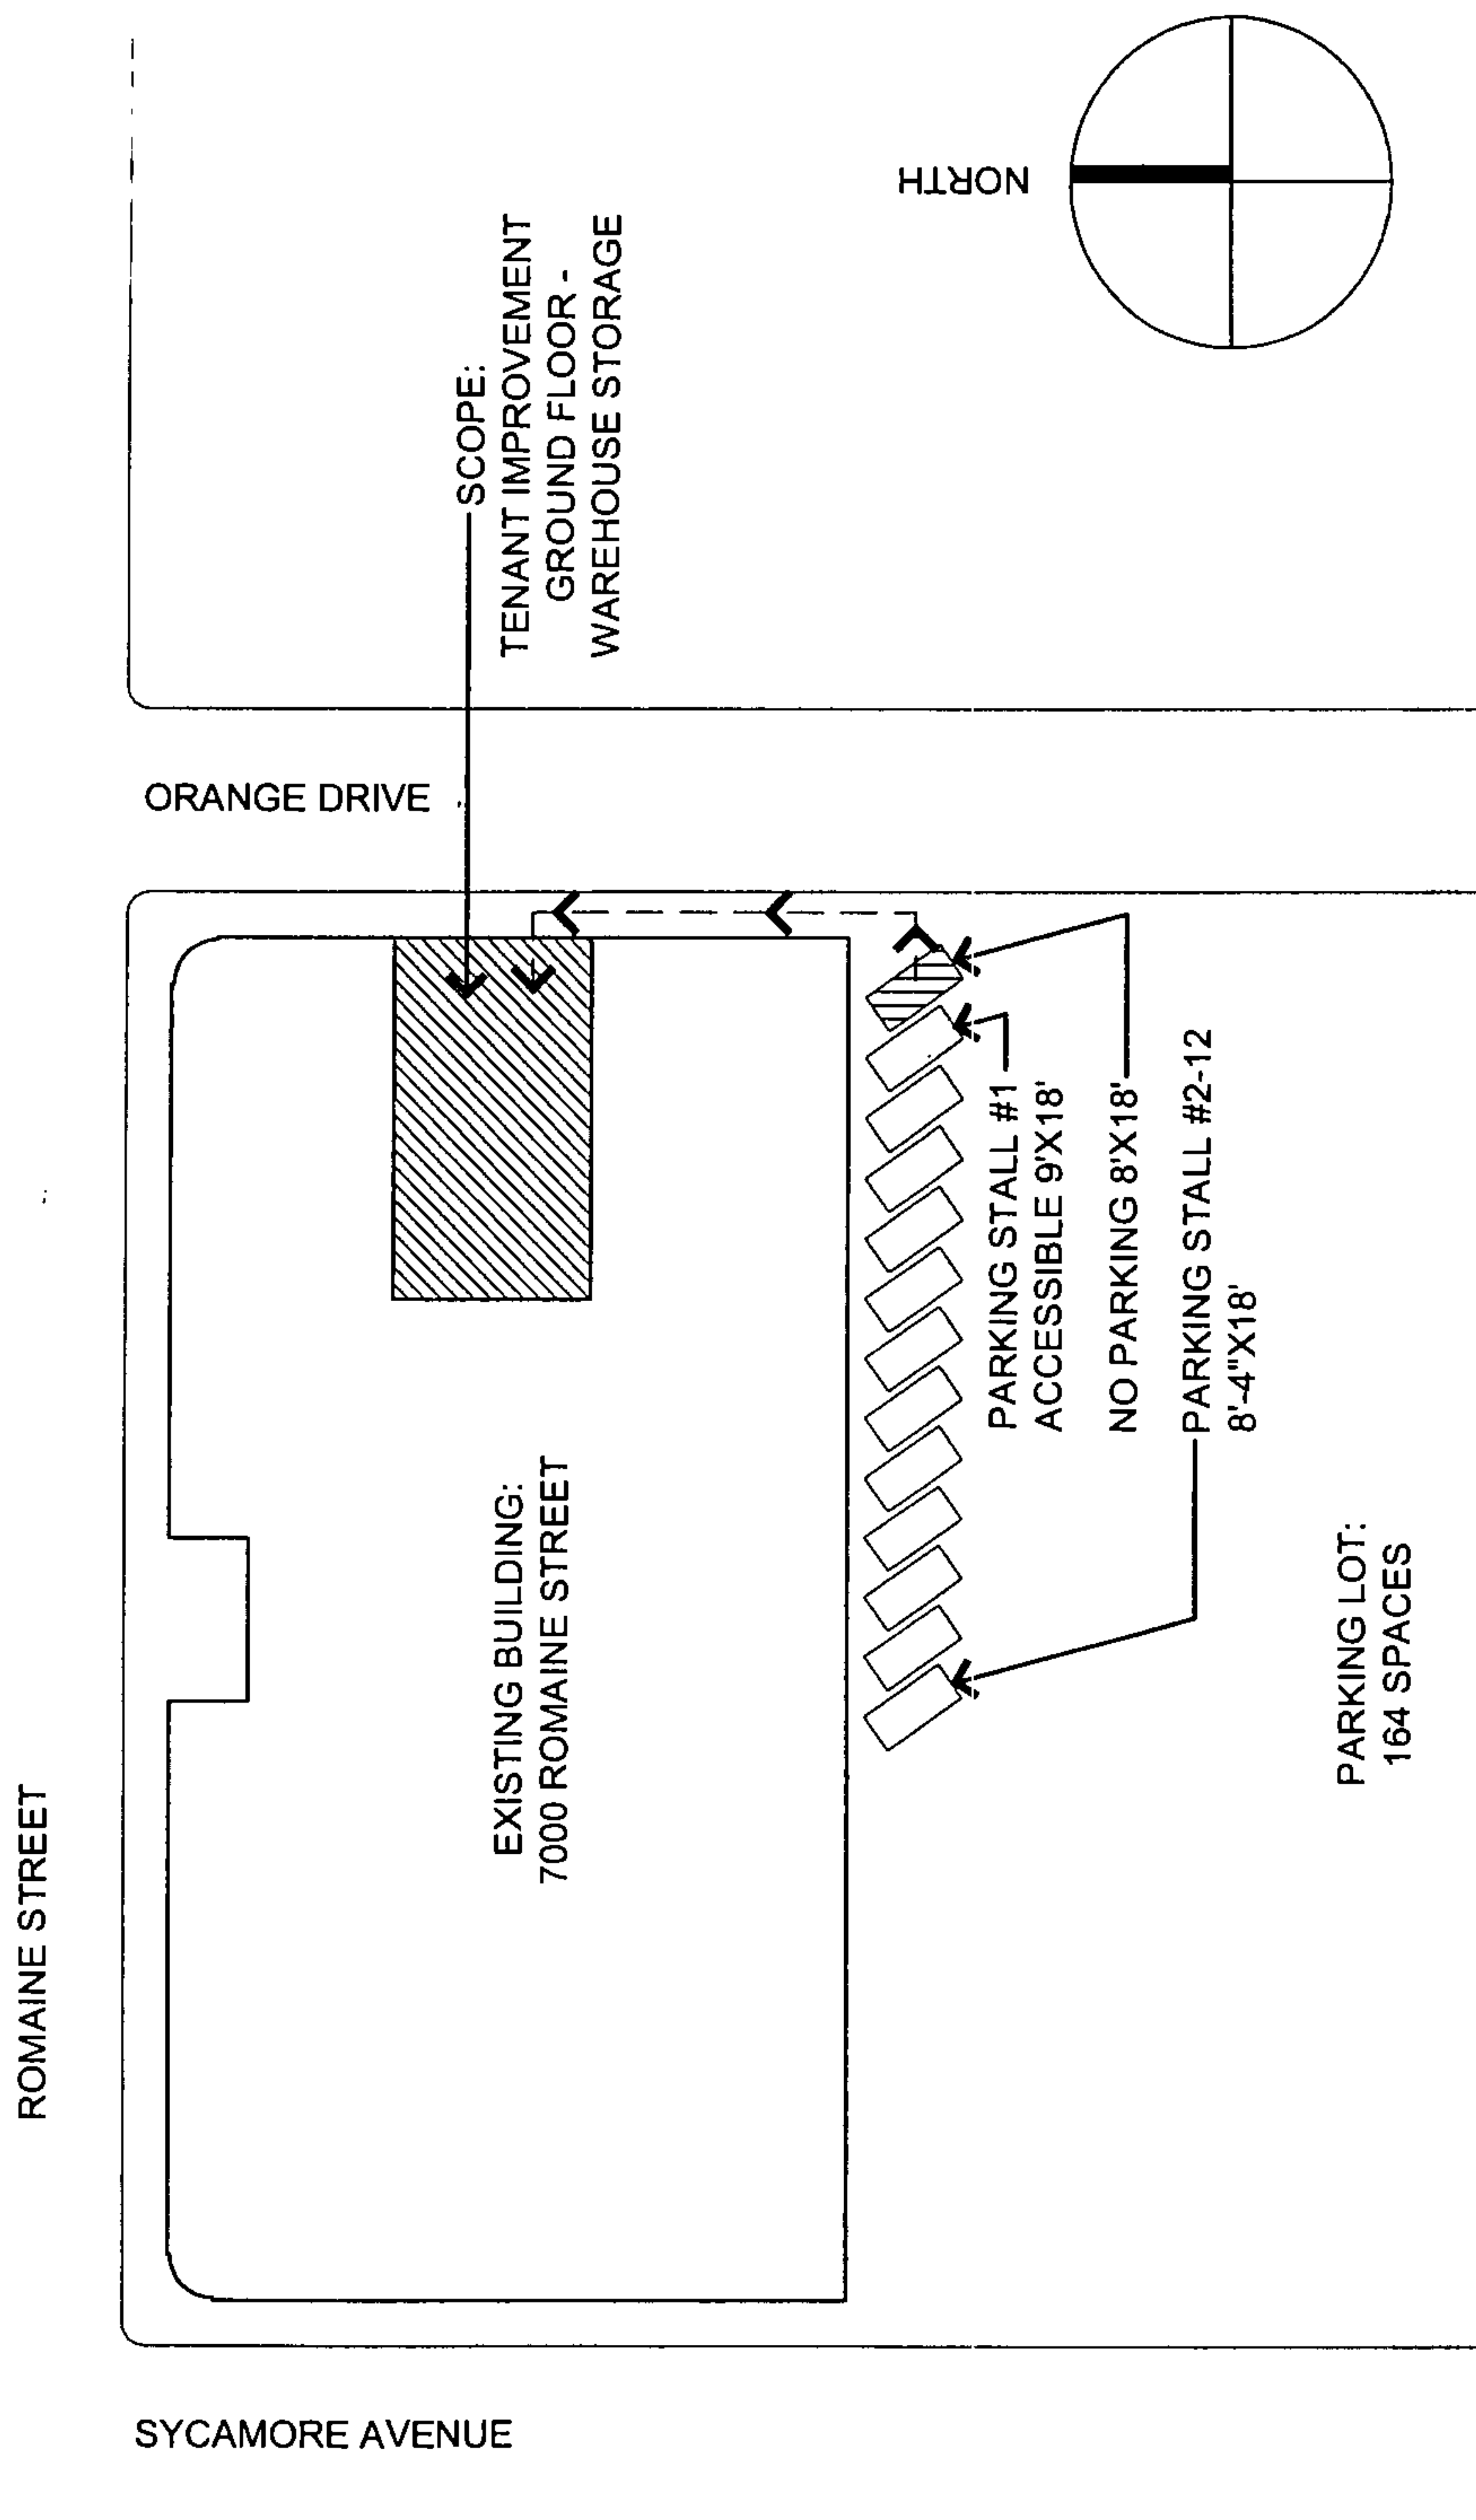 ROMAINE STREET
SYCAMORE AVENUE
ORANGE DRIVE
EXISTING BUILDING:
7000 ROMAINE STREET
SCOPE:
TENANT IMPROVEMENT
GROUND FLOOR -
WAREHOUSE STORAGE
NORTH
PARKING STALL #1
ACCESSIBLE 9'X18'
NO PARKING 8'X18'
PARKING STALL #2-12
8'-4"X18'
PARKING LOT:
164 SPACES